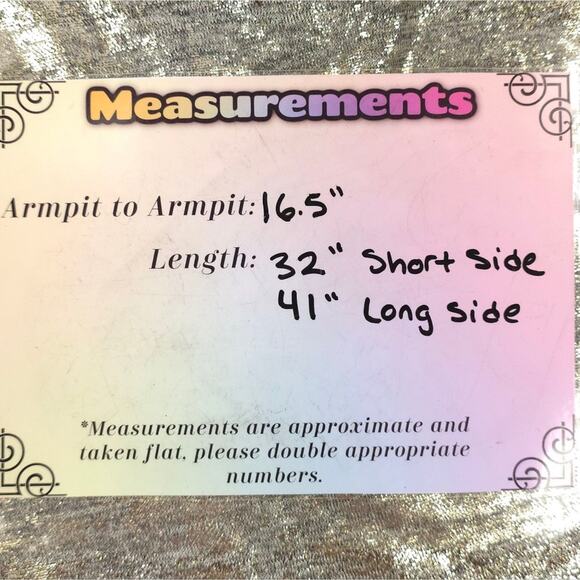 Measurements
Armpit to Armpit: 16.5"
Length: 32" Short Side
41" Long Side
*Measurements are approximate and
taken flat, please double appropriate
numbers.